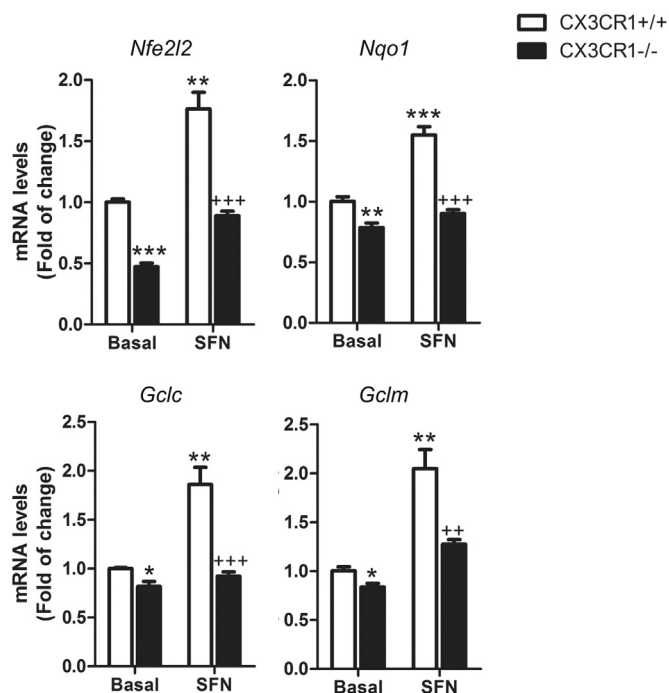 CX3CR1+/+
CX3CR1-/-
Nfe2l2
mRNA levels
(Fold of change)
2.0
1.5
1.0
0.5
0.0
***
**
+++
Basal
SFN
Nqo1
2.0
1.5
1.0
0.5
0.0
**
***
+++
Basal
SFN
Gclc
mRNA levels
(Fold of change)
2.5
2.0
1.5
1.0
0.5
0.0
*
**
+++
Basal
SFN
Gclm
2.5
2.0
1.5
1.0
0.5
0.0
*
**
++
Basal
SFN